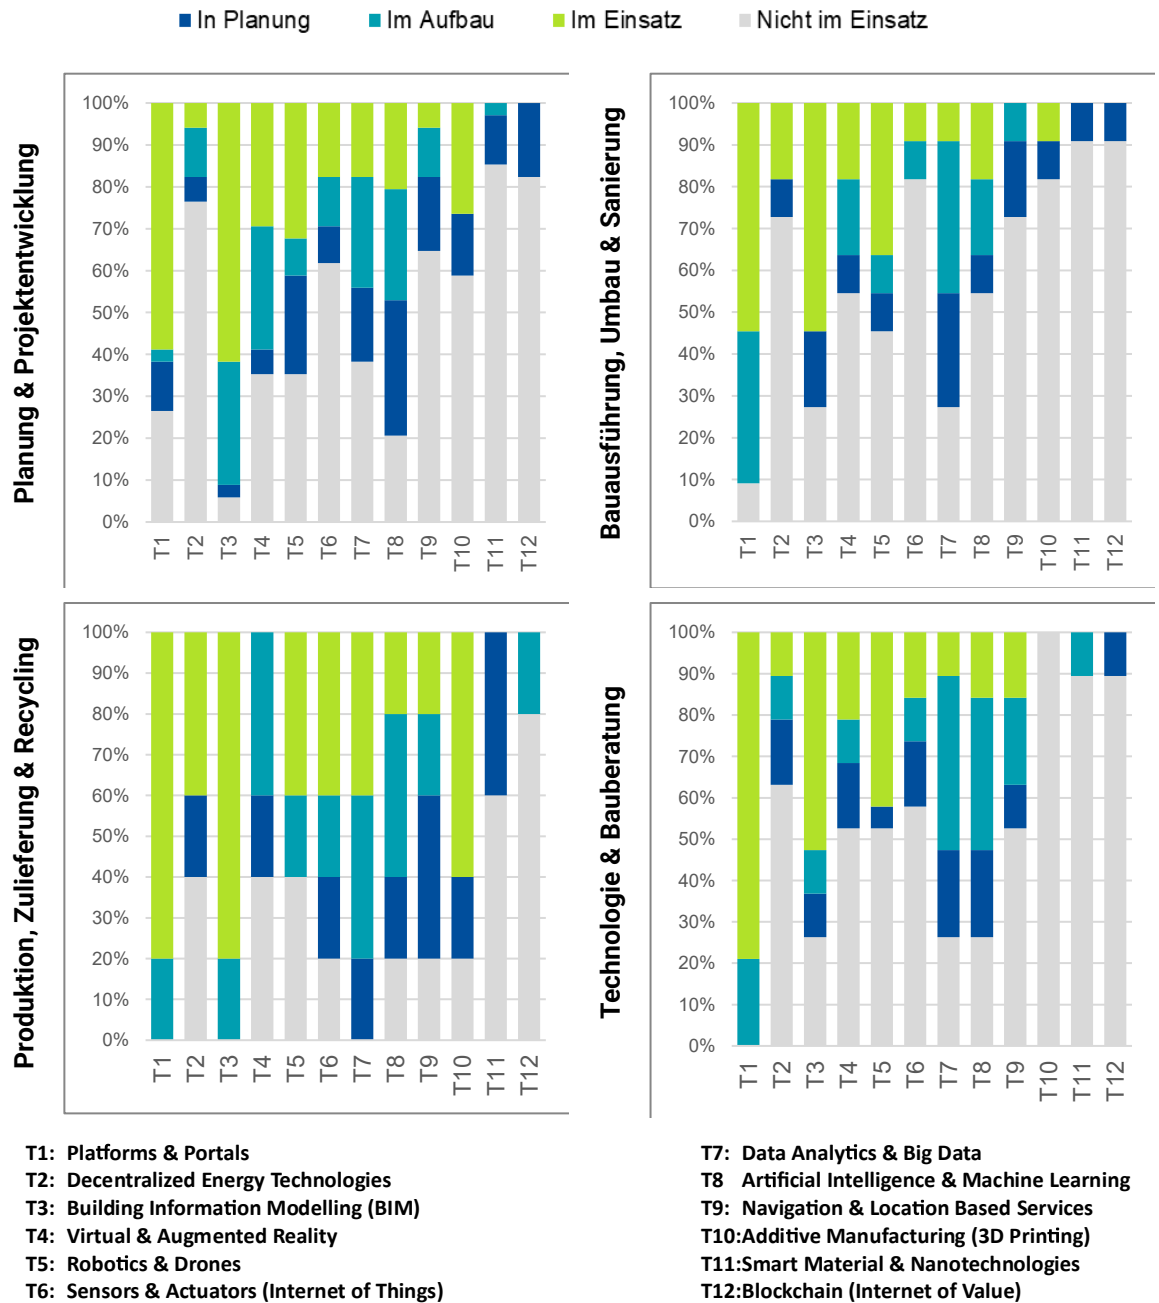 In Planung Im Aufbau Im Einsatz Nicht im Einsatz
Planung & Projektentwicklung
100%
90%
80%
70%
60%
50%
40%
30%
20%
10%
0%
T1 T2 T3 T4 T5 T6 T7 T8 T9 T10 T11 T12
Bauausführung, Umbau & Sanierung
100%
90%
80%
70%
60%
50%
40%
30%
20%
10%
0%
T1 T2 T3 T4 T5 T6 T7 T8 T9 T10 T11 T12
Produktion, Zulieferung & Recycling
100%
90%
80%
70%
60%
50%
40%
30%
20%
10%
0%
T1 T2 T3 T4 T5 T6 T7 T8 T9 T10 T11 T12
Technologie & Bauberatung
100%
90%
80%
70%
60%
50%
40%
30%
20%
10%
0%
T1 T2 T3 T4 T5 T6 T7 T8 T9 T10 T11 T12
T1: Platforms & Portals
T2: Decentralized Energy Technologies
T3: Building Information Modelling (BIM)
T4: Virtual & Augmented Reality
T5: Robotics & Drones
T6: Sensors & Actuators (Internet of Things)
T7: Data Analytics & Big Data
T8 Artificial Intelligence & Machine Learning
T9: Navigation & Location Based Services
T10:Additive Manufacturing (3D Printing)
T11:Smart Material & Nanotechnologies
T12:Blockchain (Internet of Value)